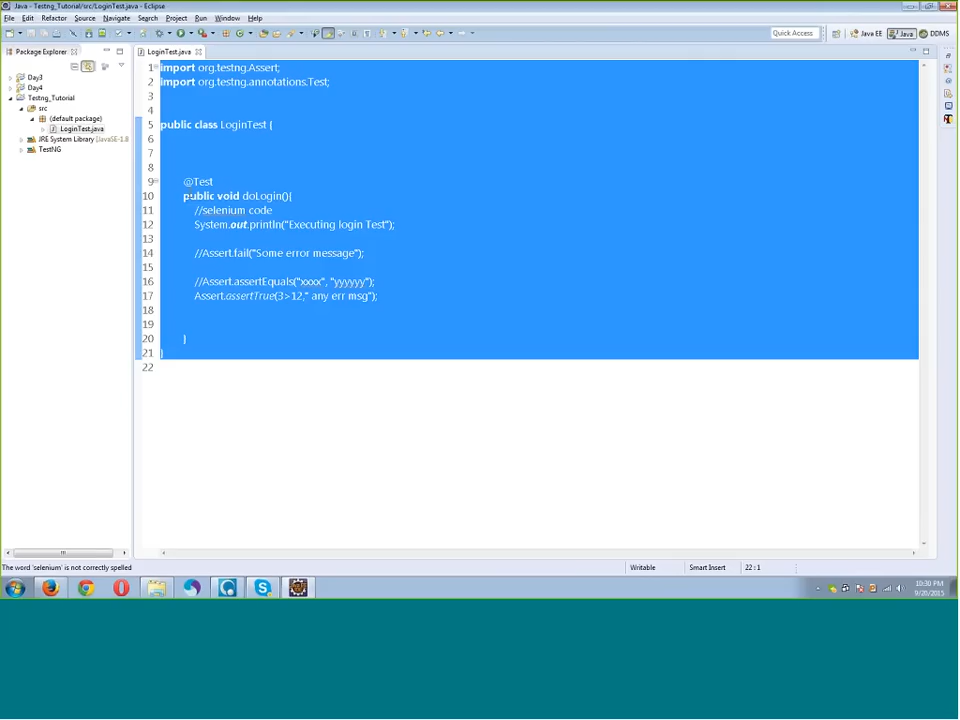 Java - Testng_Tutorial/src/LoginTest.java - Eclipse
File Edit Refactor Source Navigate Search Project Run Window Help
Quick Access Java EE Java DDMS
Package Explorer
Day3
Day4
Testng_Tutorial
src
(default package)
LoginTest.java
JRE System Library [JavaSE-1.8
TestNG
LoginTest.java
1 import org.testng.Assert;
2 import org.testng.annotations.Test;
3
4
5 public class LoginTest {
6
7
8
9 @Test
10 public void doLogin(){
11 //selenium code
12 System.out.println("Executing login Test");
13
14 //Assert.fail("Some error message");
15
16 //Assert.assertEquals("xxxx", "yyyyyy");
17 Assert.assertTrue(3>12," any err msg");
18
19
20 }
21 }
22
The word 'selenium' is not correctly spelled Writable Smart Insert 22 : 1
10:30 PM
9/20/2015